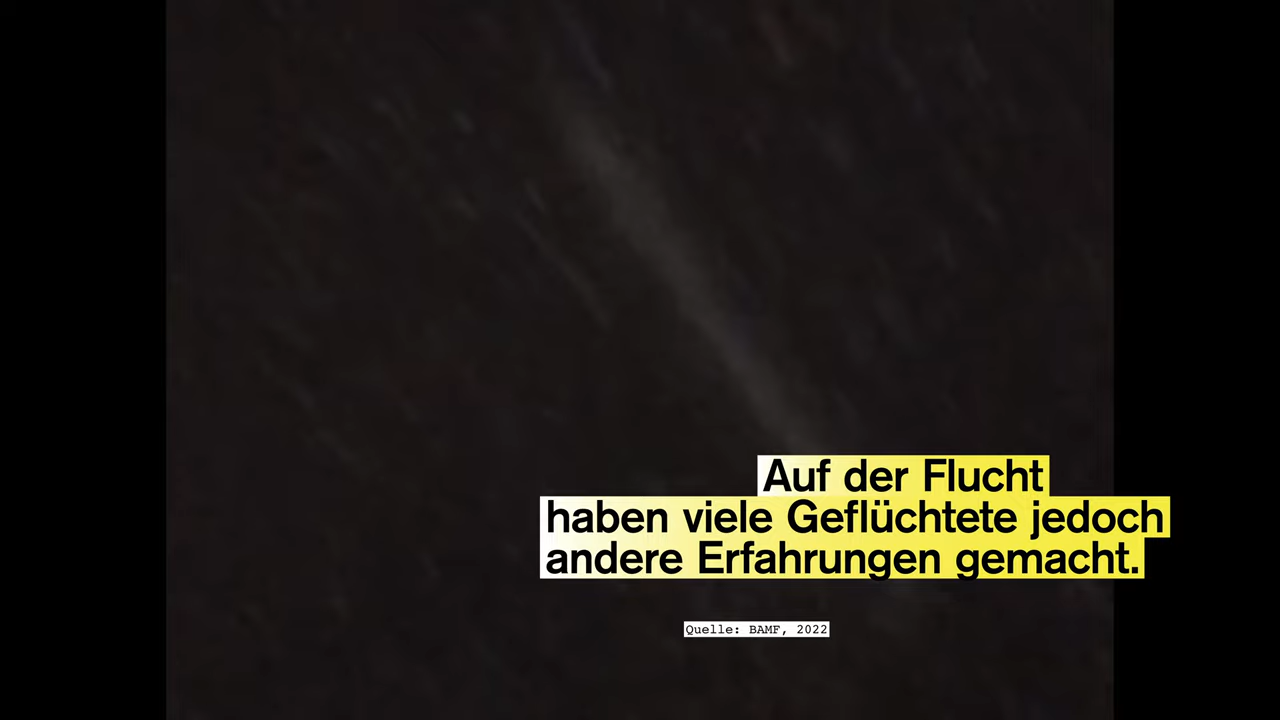 Auf der Flucht
haben viele Geflüchtete jedoch
andere Erfahrungen gemacht.
Quelle: BAMF, 2022